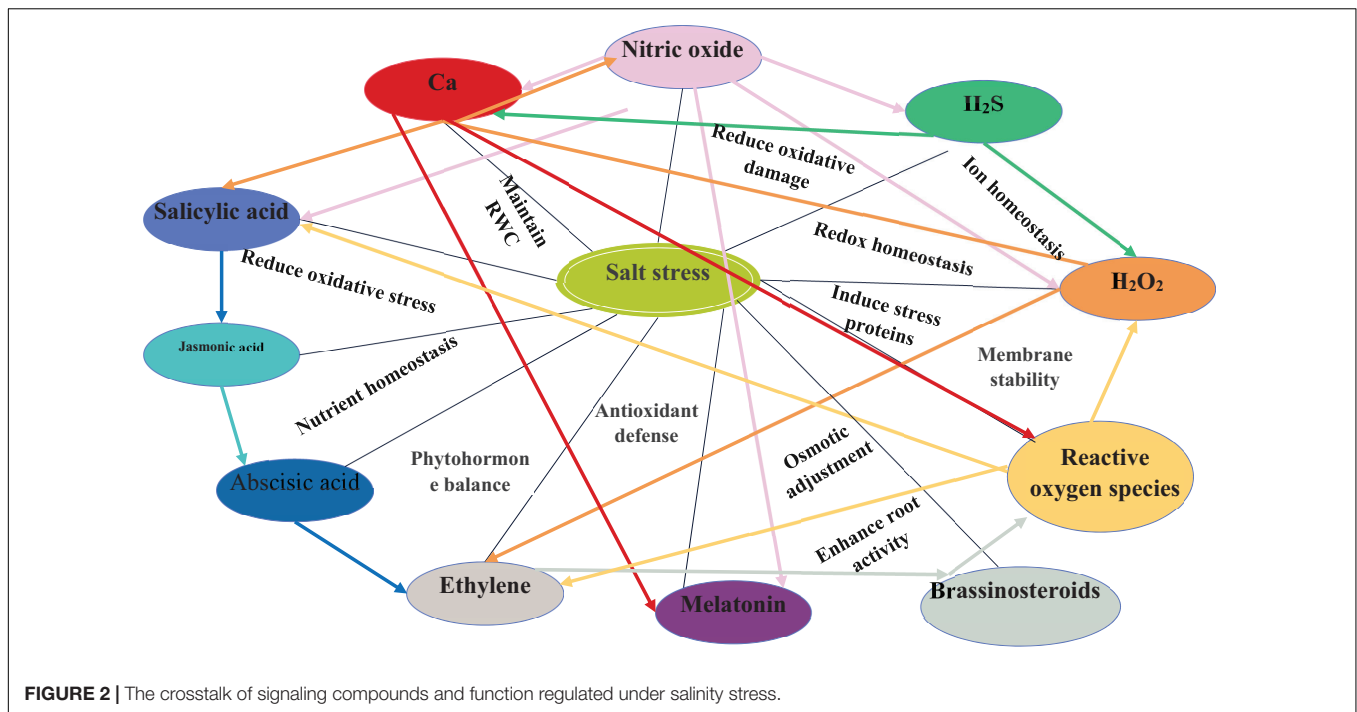 Nitric oxide
Ca
H₂S
Reduce oxidative
damage
Ion homeostasis
Salicylic acid
Maintain
RWC
Redox homeostasis
Salt stress
H₂O₂
Reduce oxidative stress
Induce stress
proteins
Jasmonic acid
Membrane
stability
Nutrient homeostasis
Antioxidant
defense
Osmotic
adjustment
Reactive
oxygen species
Abscisic acid
Phytohormon
e balance
Enhance root
activity
Ethylene
Melatonin
Brassinosteroids
FIGURE 2 | The crosstalk of signaling compounds and function regulated under salinity stress.